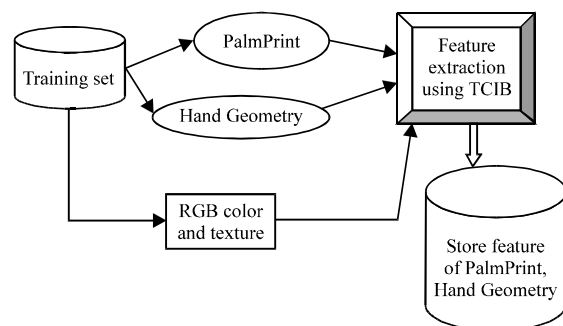 PalmPrint
Training set
Hand Geometry
Feature
extraction
using TCIB
RGB color
and texture
Store feature
of PalmPrint,
Hand Geometry